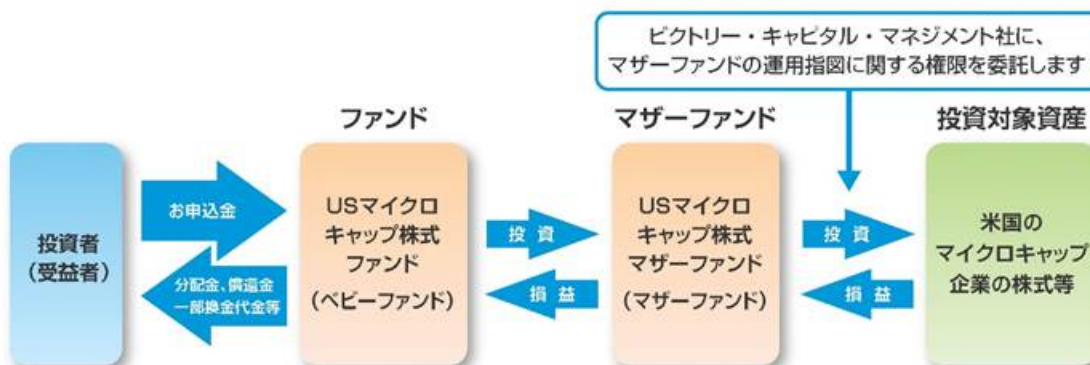 ビクトリー・キャピタル・マネジメント社に、
マザーファンドの運用指図に関する権限を委託します
ファンド
マザーファンド
投資対象資産
投資者
（受益者）
お申込金
分配金、償還金
一部換金代金等
USマイクロ
キャップ株式
ファンド
（ベビーファンド）
投資
損益
USマイクロ
キャップ株式
マザーファンド
（マザーファンド）
投資
損益
米国の
マイクロキャップ
企業の株式等